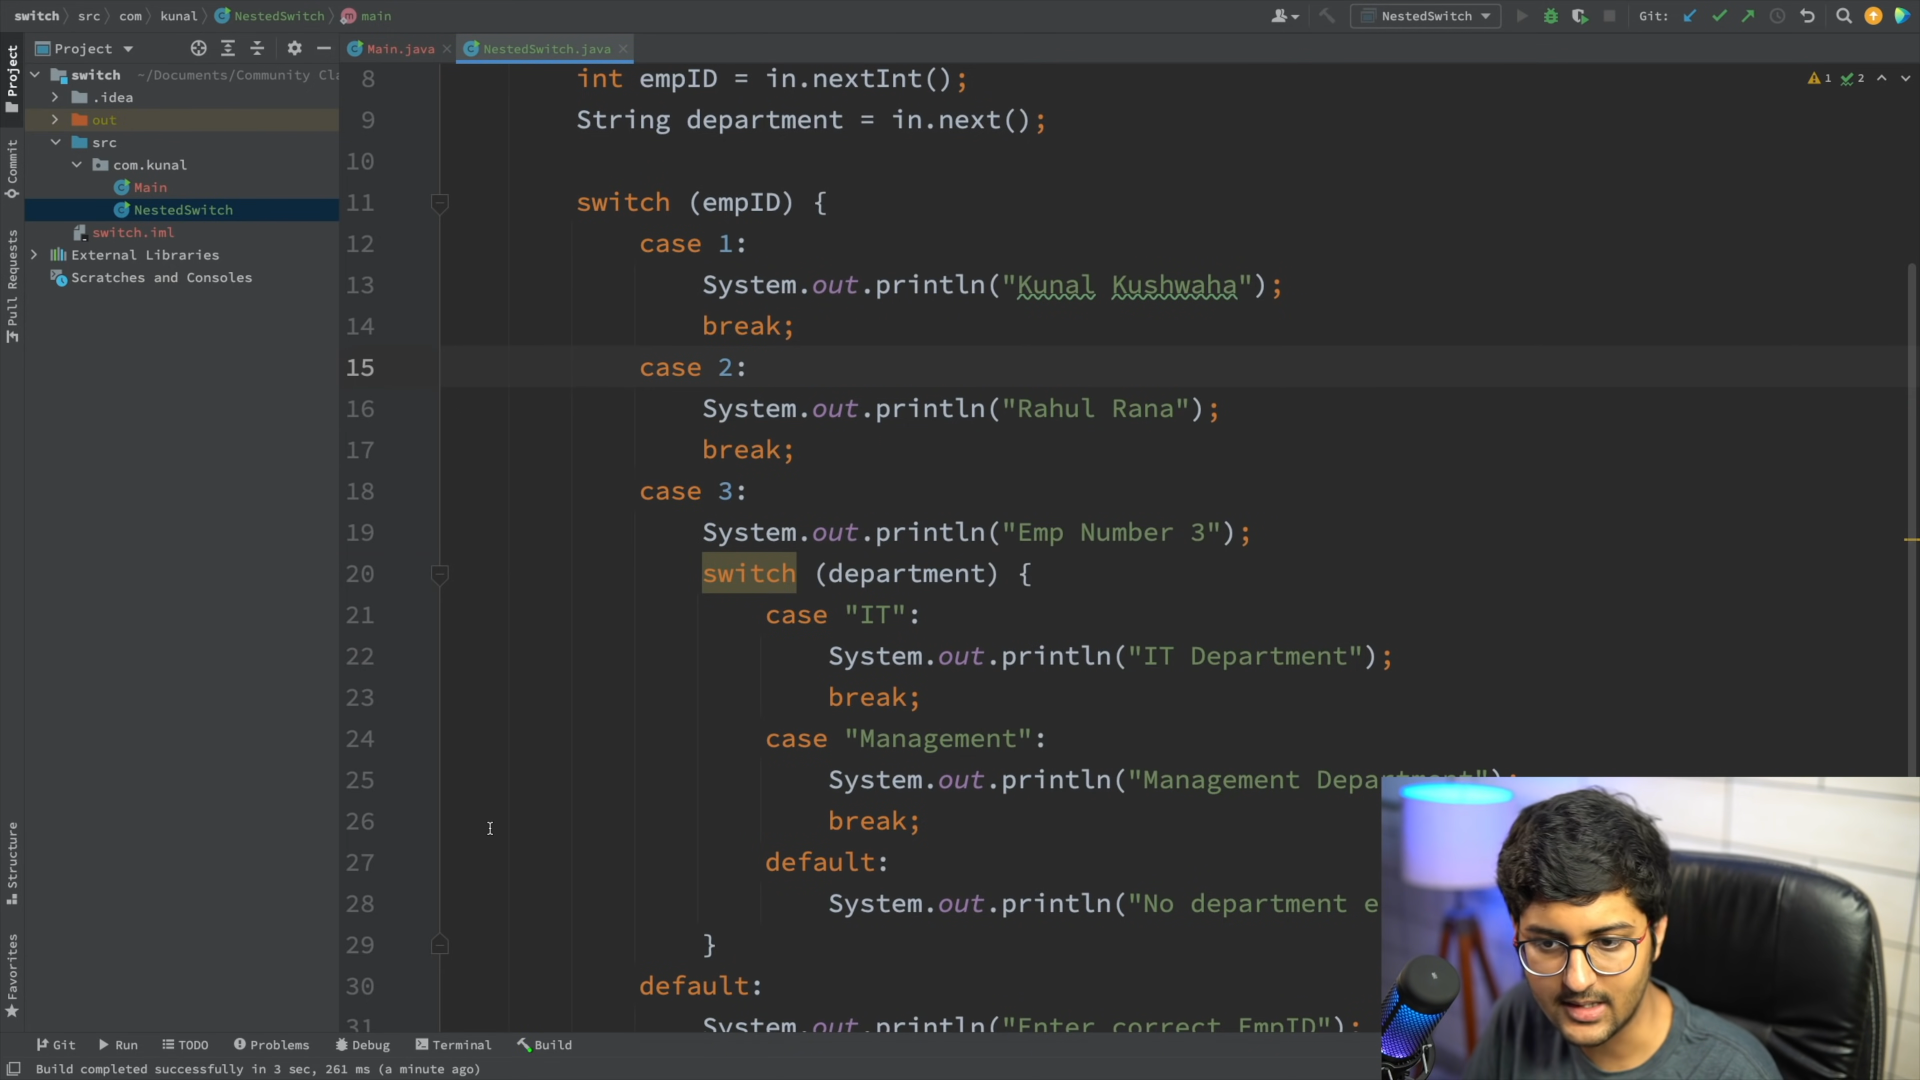 switch src com kunal NestedSwitch main
NestedSwitch Git:
Project
Main.java NestedSwitch.java
switch ~/Documents/Community Cla
.idea
out
src
com.kunal
Main
NestedSwitch
switch.iml
External Libraries
Scratches and Consoles
Project
Commit
Pull Requests
Structure
Favorites
1 2
8 int empID = in.nextInt();
9 String department = in.next();
10
11 switch (empID) {
12 case 1:
13 System.out.println("Kunal Kushwaha");
14 break;
15 case 2:
16 System.out.println("Rahul Rana");
17 break;
18 case 3:
19 System.out.println("Emp Number 3");
20 switch (department) {
21 case "IT":
22 System.out.println("IT Department");
23 break;
24 case "Management":
25 System.out.println("Management Department");
26 break;
27 default:
28 System.out.println("No department e
29 }
30 default:
31 System.out.println("Enter correct EmpID");
Git Run TODO Problems Debug Terminal Build
Build completed successfully in 3 sec, 261 ms (a minute ago)